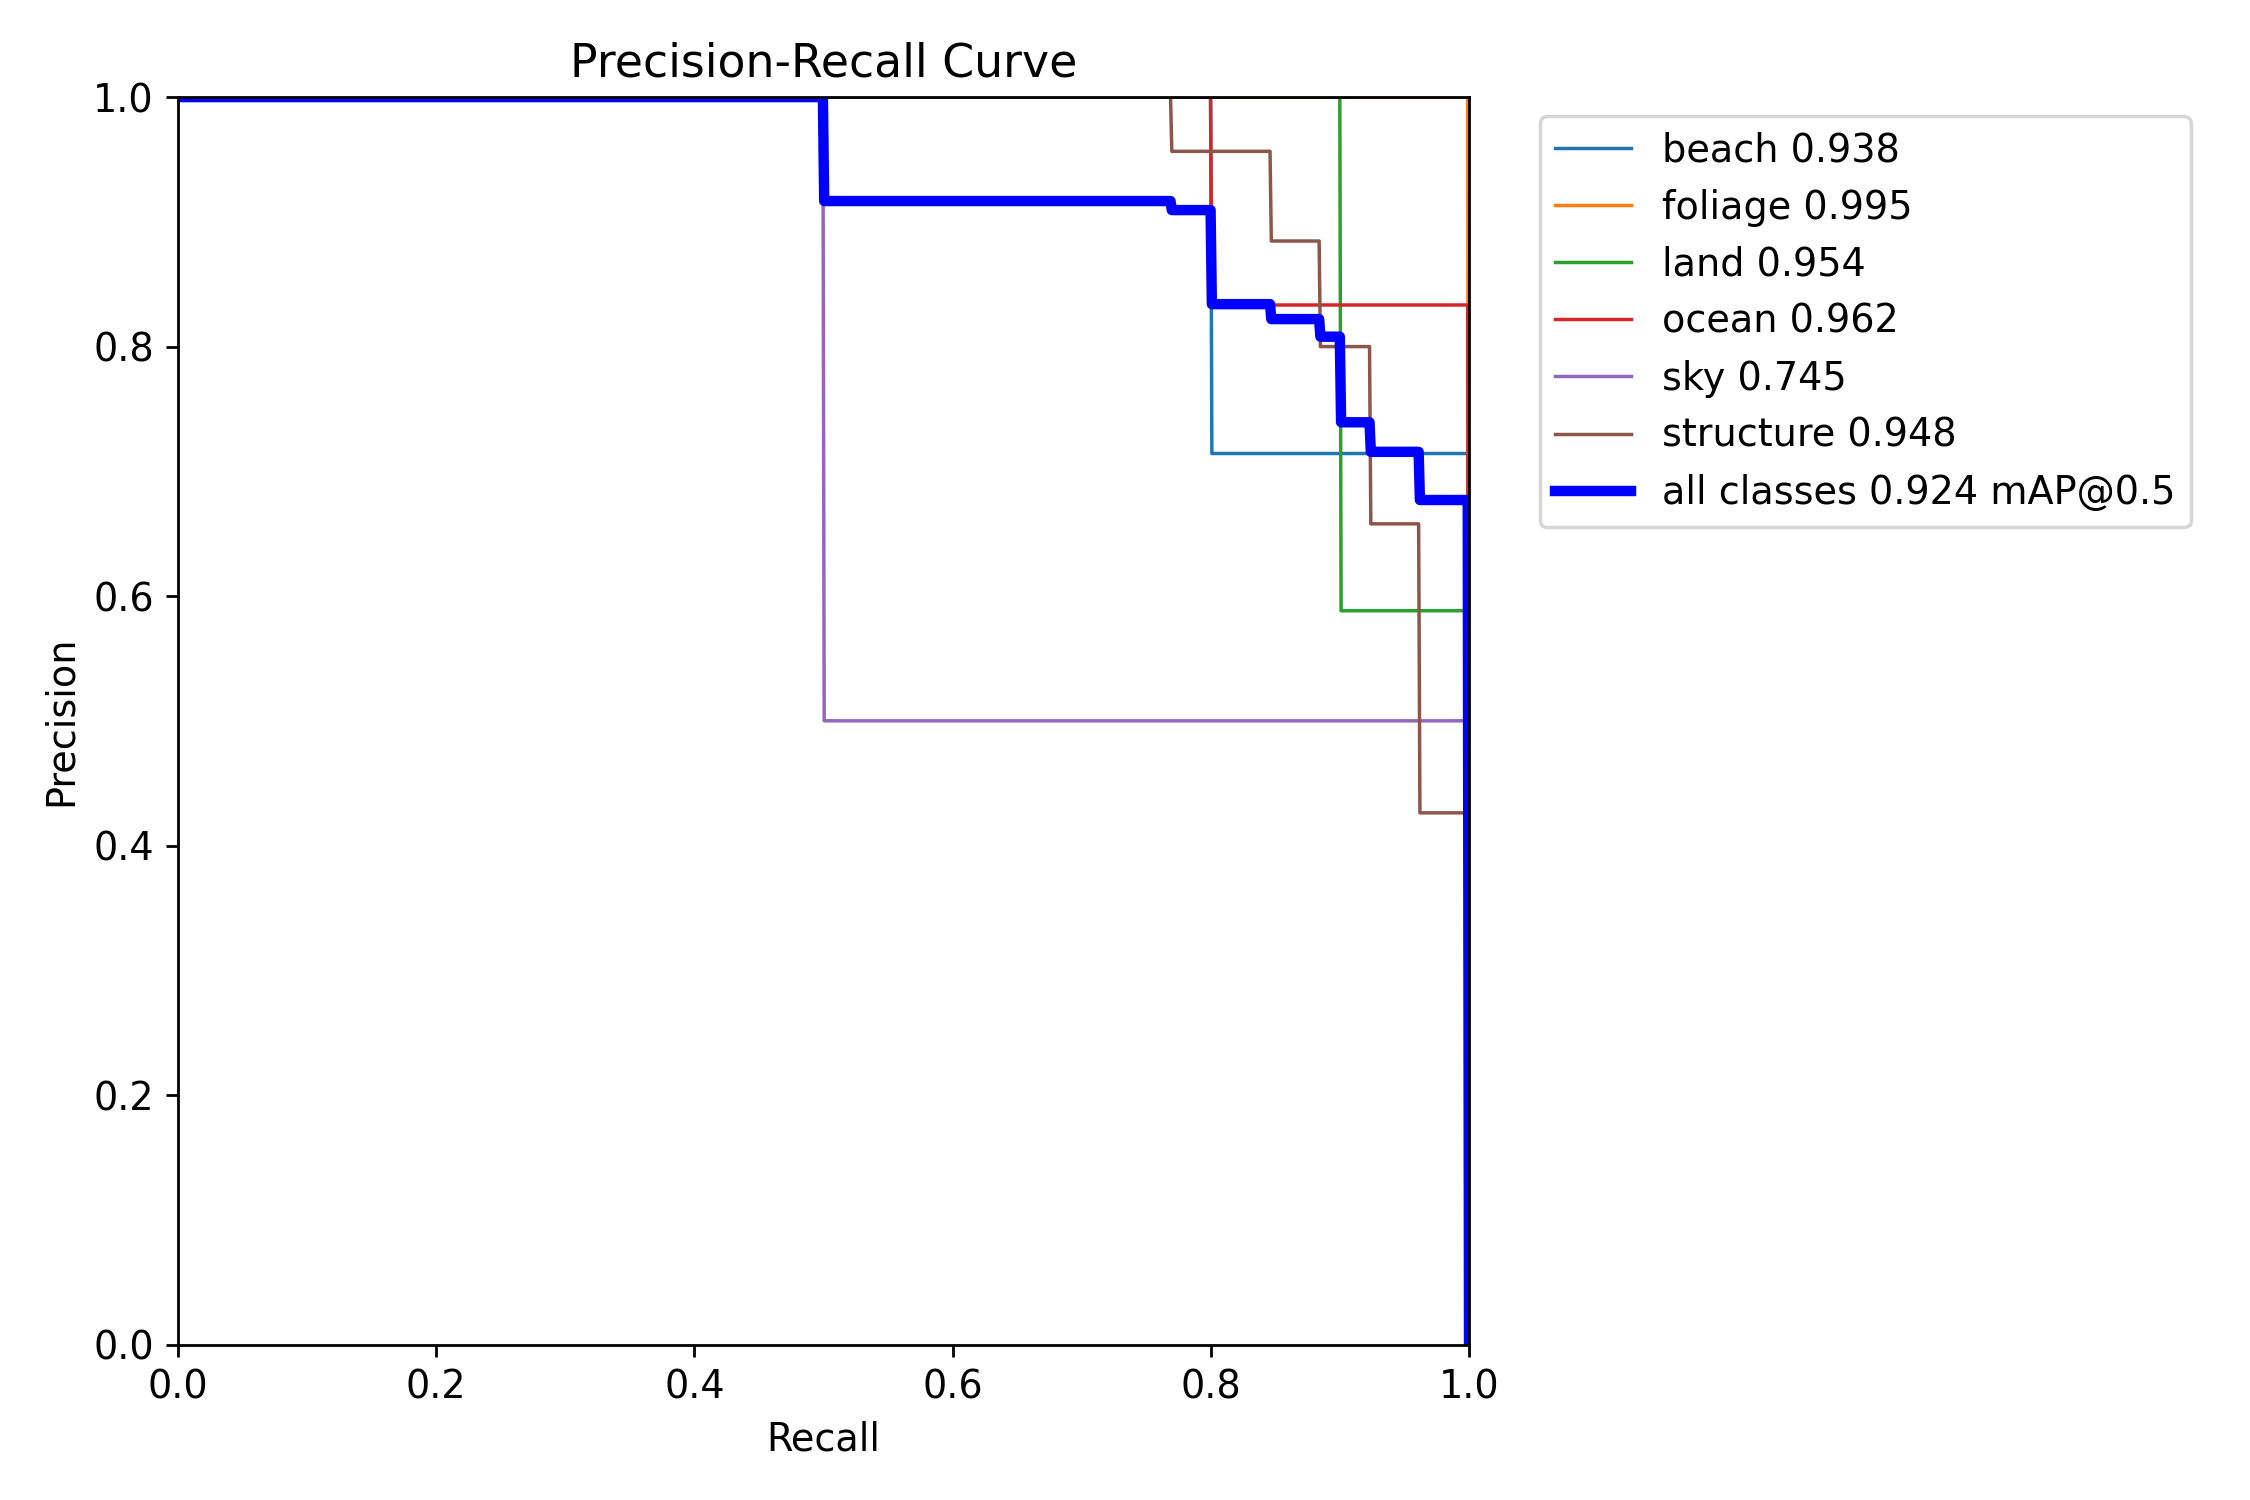 Precision-Recall Curve
1.0
0.8
0.6
0.4
0.2
0.0
Precision
0.0 0.2 0.4 0.6 0.8 1.0
Recall
beach 0.938
foliage 0.995
land 0.954
ocean 0.962
sky 0.745
structure 0.948
all classes 0.924 mAP@0.5